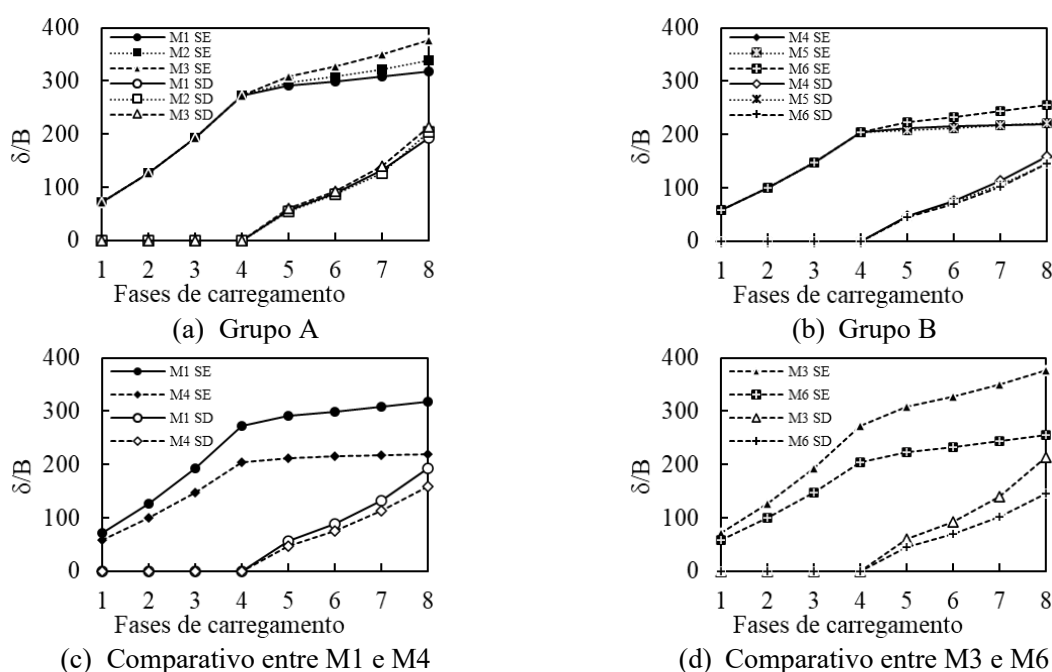 400
300
200
100
0
δ/B
M1 SE
M2 SE
M3 SE
M1 SD
M2 SD
M3 SD
1 2 3 4 5 6 7 8
Fases de carregamento
(a) Grupo A
400
300
200
100
0
δ/B
M4 SE
M5 SE
M6 SE
M4 SD
M5 SD
M6 SD
1 2 3 4 5 6 7 8
Fases de carregamento
(b) Grupo B
400
300
200
100
0
δ/B
M1 SE
M4 SE
M1 SD
M4 SD
1 2 3 4 5 6 7 8
Fases de carregamento
(c) Comparativo entre M1 e M4
400
300
200
100
0
δ/B
M3 SE
M6 SE
M3 SD
M6 SD
1 2 3 4 5 6 7 8
Fases de carregamento
(d) Comparativo entre M3 e M6